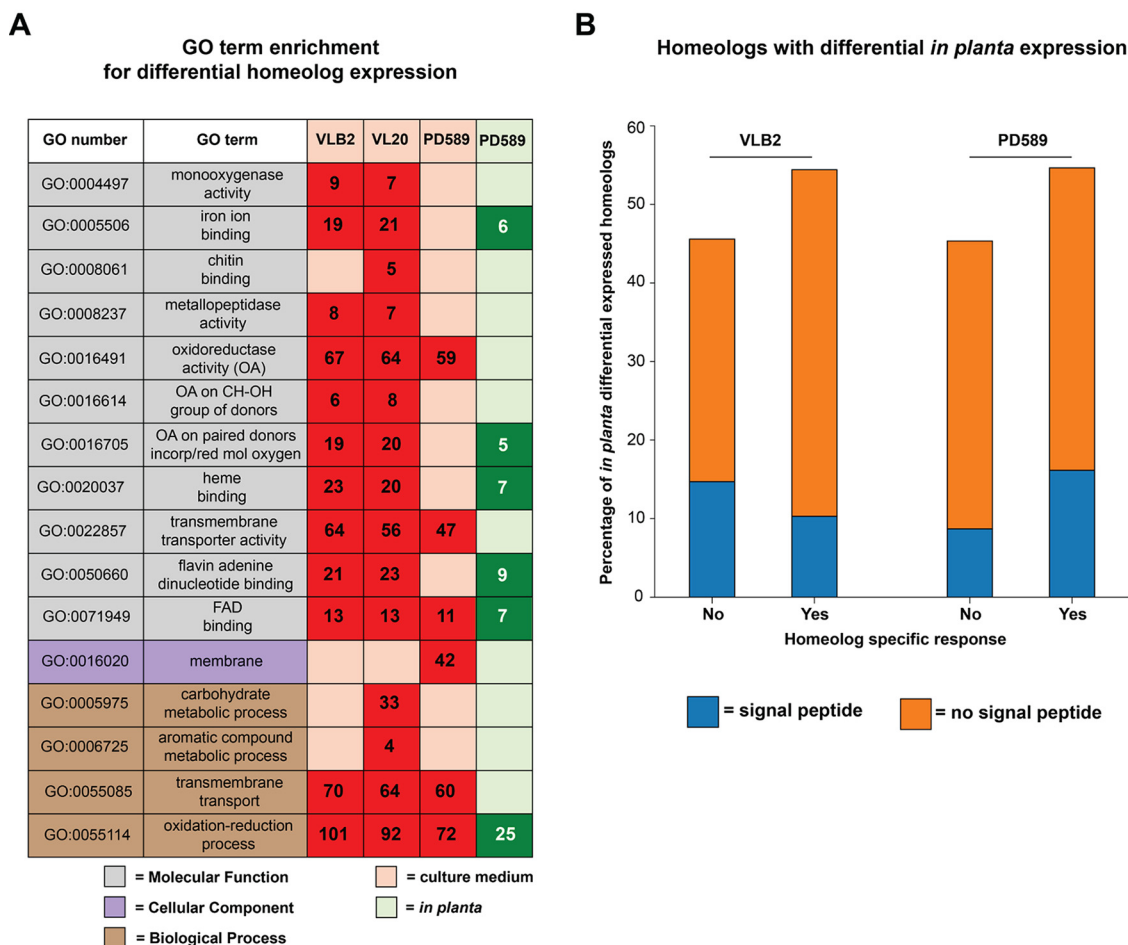 A
GO term enrichment
for differential homeolog expression
GO number GO term VLB2 VL20 PD589 PD589
GO:0004497 monooxygenase activity 9 7
GO:0005506 iron ion binding 19 21 6
GO:0008061 chitin binding 5
GO:0008237 metallopeptidase activity 8 7
GO:0016491 oxidoreductase activity (OA) 67 64 59
GO:0016614 OA on CH-OH group of donors 6 8
GO:0016705 OA on paired donors incorp/red mol oxygen 19 20 5
GO:0020037 heme binding 23 20 7
GO:0022857 transmembrane transporter activity 64 56 47
GO:0050660 flavin adenine dinucleotide binding 21 23 9
GO:0071949 FAD binding 13 13 11 7
GO:0016020 membrane 42
GO:0005975 carbohydrate metabolic process 33
GO:0006725 aromatic compound metabolic process 4
GO:0055085 transmembrane transport 70 64 60
GO:0055114 oxidation-reduction process 101 92 72 25
= Molecular Function
= Cellular Component
= Biological Process
= culture medium
= in planta
B
Homeologs with differential in planta expression
Percentage of in planta differential expressed homeologs
60
50
40
30
20
10
0
VLB2 PD589
No Yes No Yes
Homeolog specific response
= signal peptide = no signal peptide